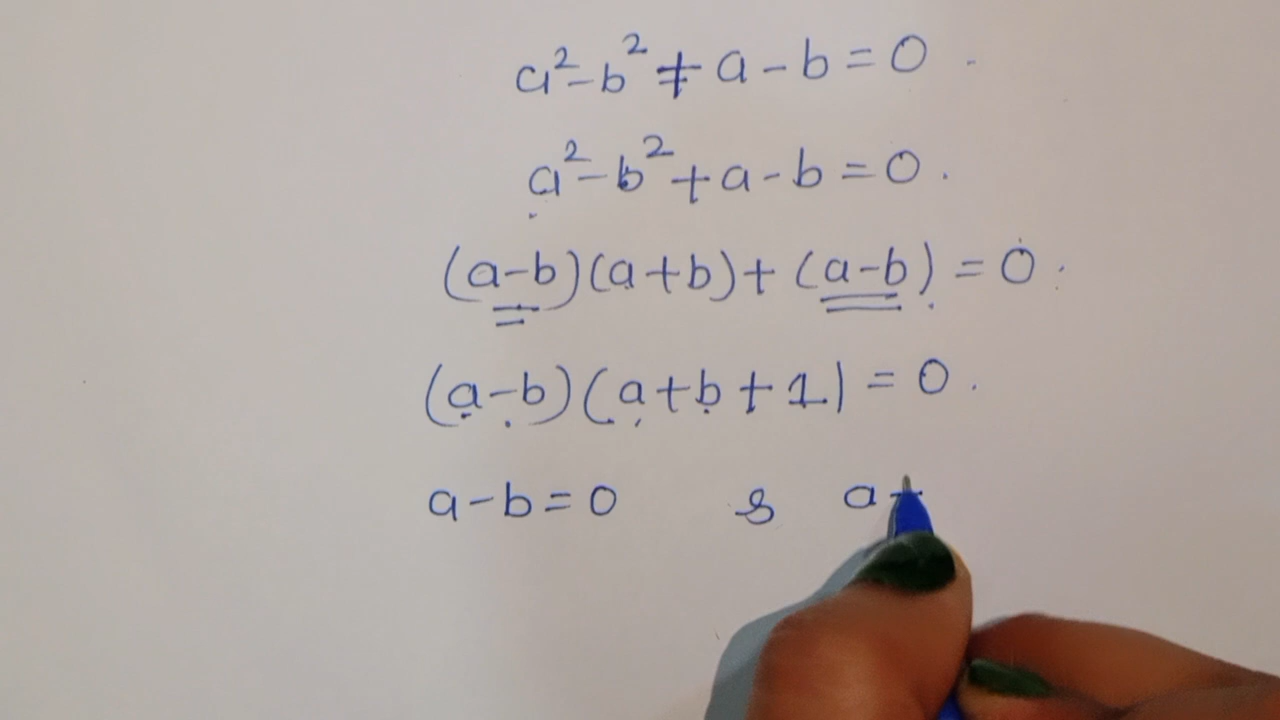 a²-b² + a-b = 0.
a²-b² + a-b = 0.
(a-b)(a+b) + (a-b) = 0.
(a-b)(a+b+1) = 0.
a-b = 0 & a